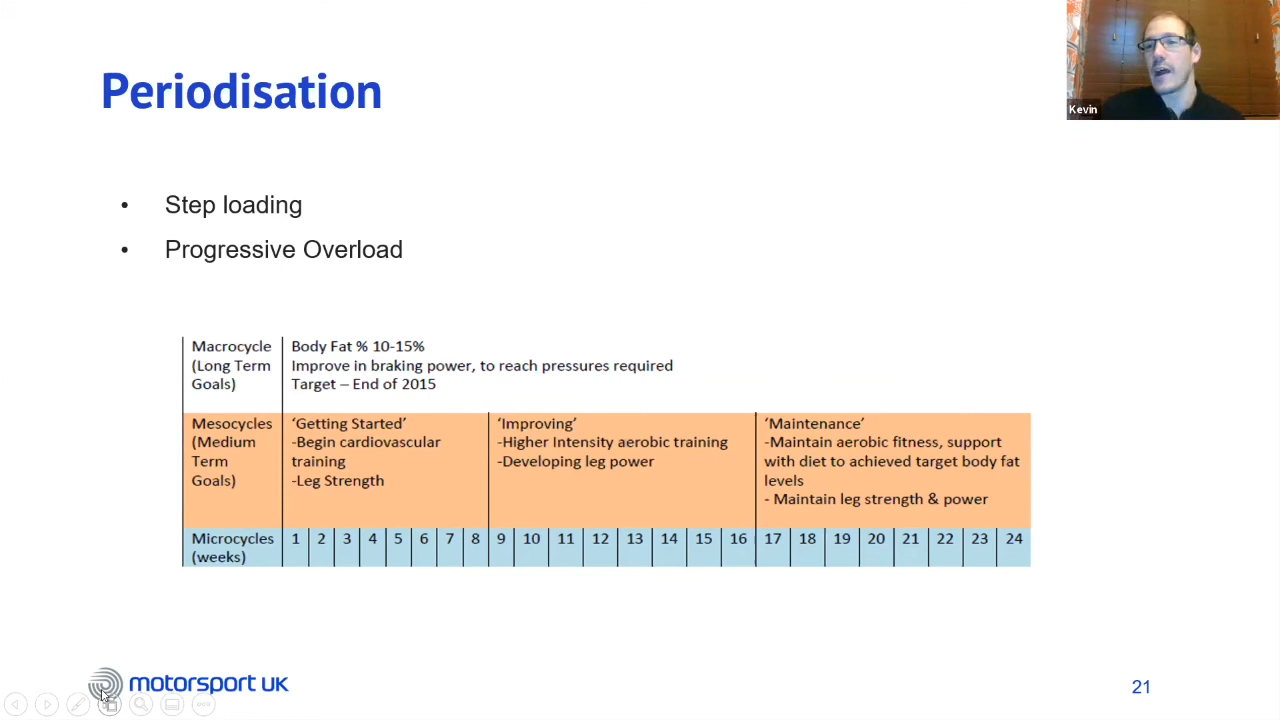 Periodisation
Kevin
• Step loading
• Progressive Overload
Macrocycle
(Long Term
Goals)
Body Fat % 10-15%
Improve in braking power, to reach pressures required
Target – End of 2015
Mesocycles
(Medium
Term
Goals)
‘Getting Started’
-Begin cardiovascular
training
-Leg Strength
‘Improving’
-Higher Intensity aerobic training
-Developing leg power
‘Maintenance’
-Maintain aerobic fitness, support
with diet to achieved target body fat
levels
- Maintain leg strength & power
Microcycles
(weeks)
1 2 3 4 5 6 7 8 9 10 11 12 13 14 15 16 17 18 19 20 21 22 23 24
motorsport UK
21